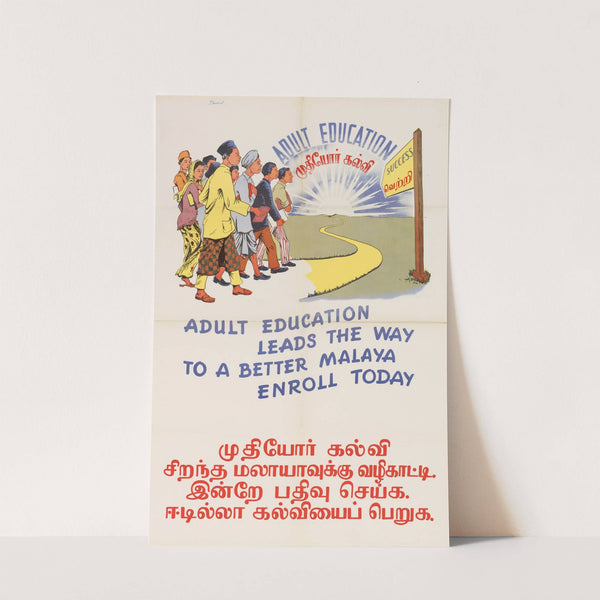 ADULT EDUCATION
முதியோர் கல்வி
SUCCESS
வெற்றி
ADULT EDUCATION
LEADS THE WAY
TO A BETTER MALAYA
ENROLL TODAY
முதியோர் கல்வி
சிறந்த மலாயாவுக்கு வழிகாட்டி.
இன்றே பதிவு செய்க.
ஈடில்லா கல்வியைப் பெறுக.